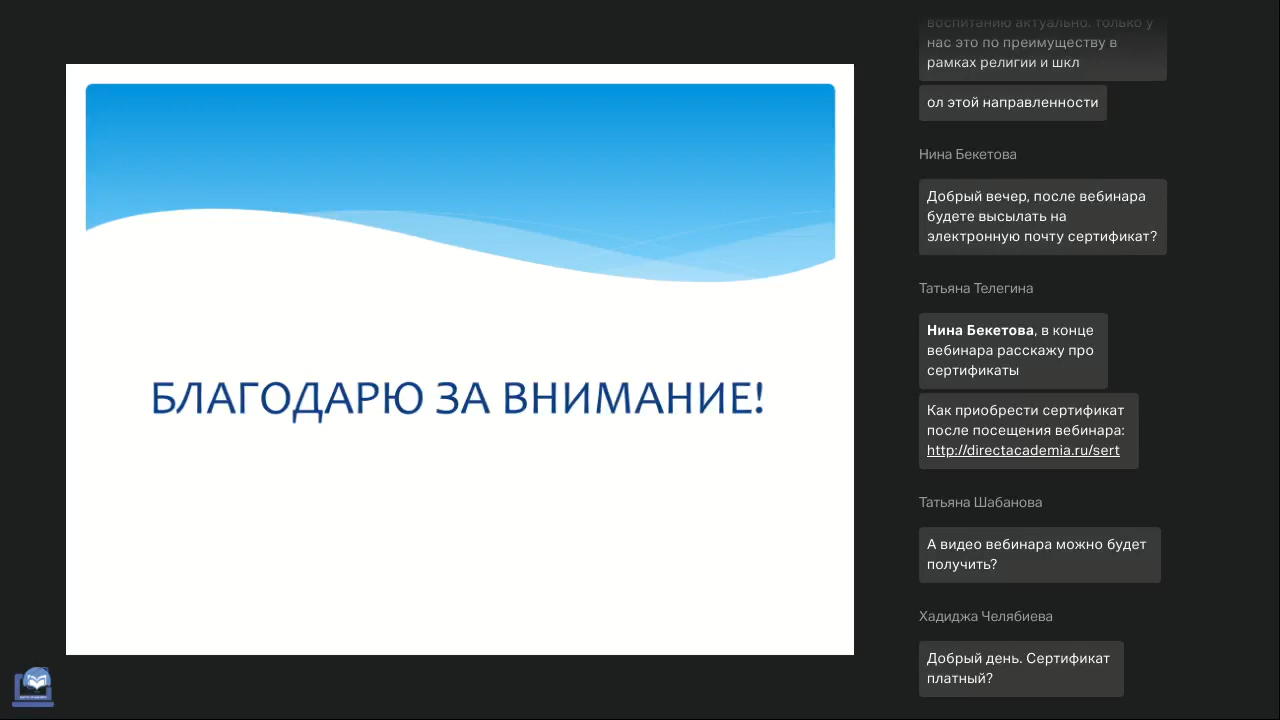 БЛАГОДАРЮ ЗА ВНИМАНИЕ!
воспитанию актуально. только у
нас это по преимуществу в
рамках религии и шкл
ол этой направленности
Нина Бекетова
Добрый вечер, после вебинара
будете высылать на
электронную почту сертификат?
Татьяна Телегина
Нина Бекетова, в конце
вебинара расскажу про
сертификаты
Как приобрести сертификат
после посещения вебинара:
http://directacademia.ru/sert
Татьяна Шабанова
А видео вебинара можно будет
получить?
Хадиджа Челябиева
Добрый день. Сертификат
платный?